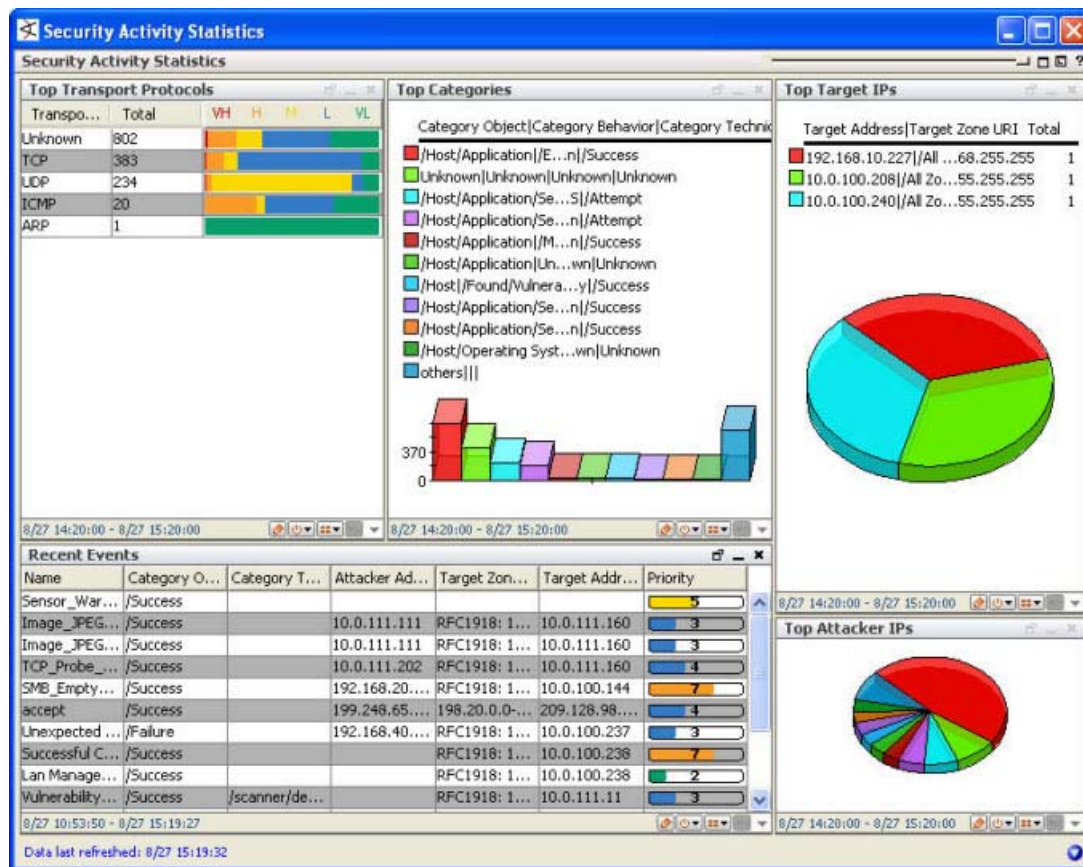 Security Activity Statistics
Security Activity Statistics
Top Transport Protocols
Transpo... Total VH H M L VL
Unknown 802
TCP 383
UDP 234
ICMP 20
ARP 1
8/27 14:20:00 - 8/27 15:20:00
Top Categories
Category Object|Category Behavior|Category Techniq
/Host/Application|/E...n|/Success
Unknown|Unknown|Unknown|Unknown
/Host/Application/Se...S|/Attempt
/Host/Application/Se...n|/Attempt
/Host/Application|/M...n|/Success
/Host/Application|Un...wn|Unknown
/Host|/Found/Vulnera...y|/Success
/Host/Application/Se...n|/Success
/Host/Application/Se...n|/Success
/Host/Operating Syst...wn|Unknown
others|||
370
0
8/27 14:20:00 - 8/27 15:20:00
Top Target IPs
Target Address|Target Zone URI Total
192.168.10.227|/All ...68.255.255 1
10.0.100.208|/All Zo...55.255.255 1
10.0.100.240|/All Zo...55.255.255 1
8/27 14:20:00 - 8/27 15:20:00
Recent Events
Name Category O... Category T... Attacker Ad... Target Zon... Target Addr... Priority
Sensor_War... /Success 5
Image_JPEG... /Success 10.0.111.111 RFC1918: 1... 10.0.111.160 3
Image_JPEG... /Success 10.0.111.111 RFC1918: 1... 10.0.111.160 3
TCP_Probe_... /Success 10.0.111.202 RFC1918: 1... 10.0.111.160 4
SMB_Empty... /Success 192.168.20.... RFC1918: 1... 10.0.100.144 7
accept /Success 199.248.65.... 198.20.0.0-... 209.128.98.... 4
Unexpected ... /Failure 192.168.40.... RFC1918: 1... 10.0.100.237 3
Successful C... /Success RFC1918: 1... 10.0.100.238 7
Lan Manage... /Success RFC1918: 1... 10.0.100.238 2
Vulnerability... /Success /scanner/de... RFC1918: 1... 10.0.111.11 3
8/27 10:53:50 - 8/27 15:19:27
Top Attacker IPs
8/27 14:20:00 - 8/27 15:20:00
Data last refreshed: 8/27 15:19:32